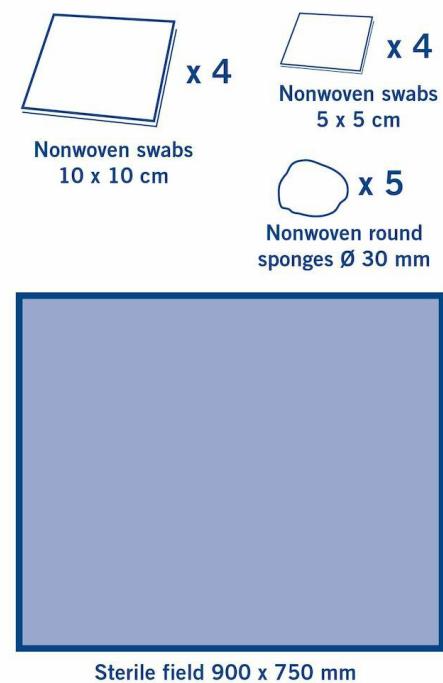 x 4
Nonwoven swabs
10 x 10 cm
x 4
Nonwoven swabs
5 x 5 cm
x 5
Nonwoven round
sponges Ø 30 mm
Sterile field 900 x 750 mm